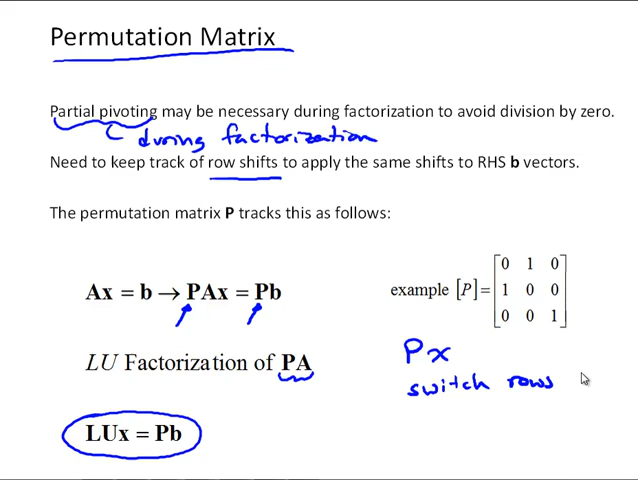 Permutation Matrix
Partial pivoting may be necessary during factorization to avoid division by zero.
during factorization
Need to keep track of row shifts to apply the same shifts to RHS b vectors.
The permutation matrix P tracks this as follows:
Ax = b → PAx = Pb
example [P] = [0 1 0
1 0 0
0 0 1]
LU Factorization of PA
Px
switch rows
LUx = Pb